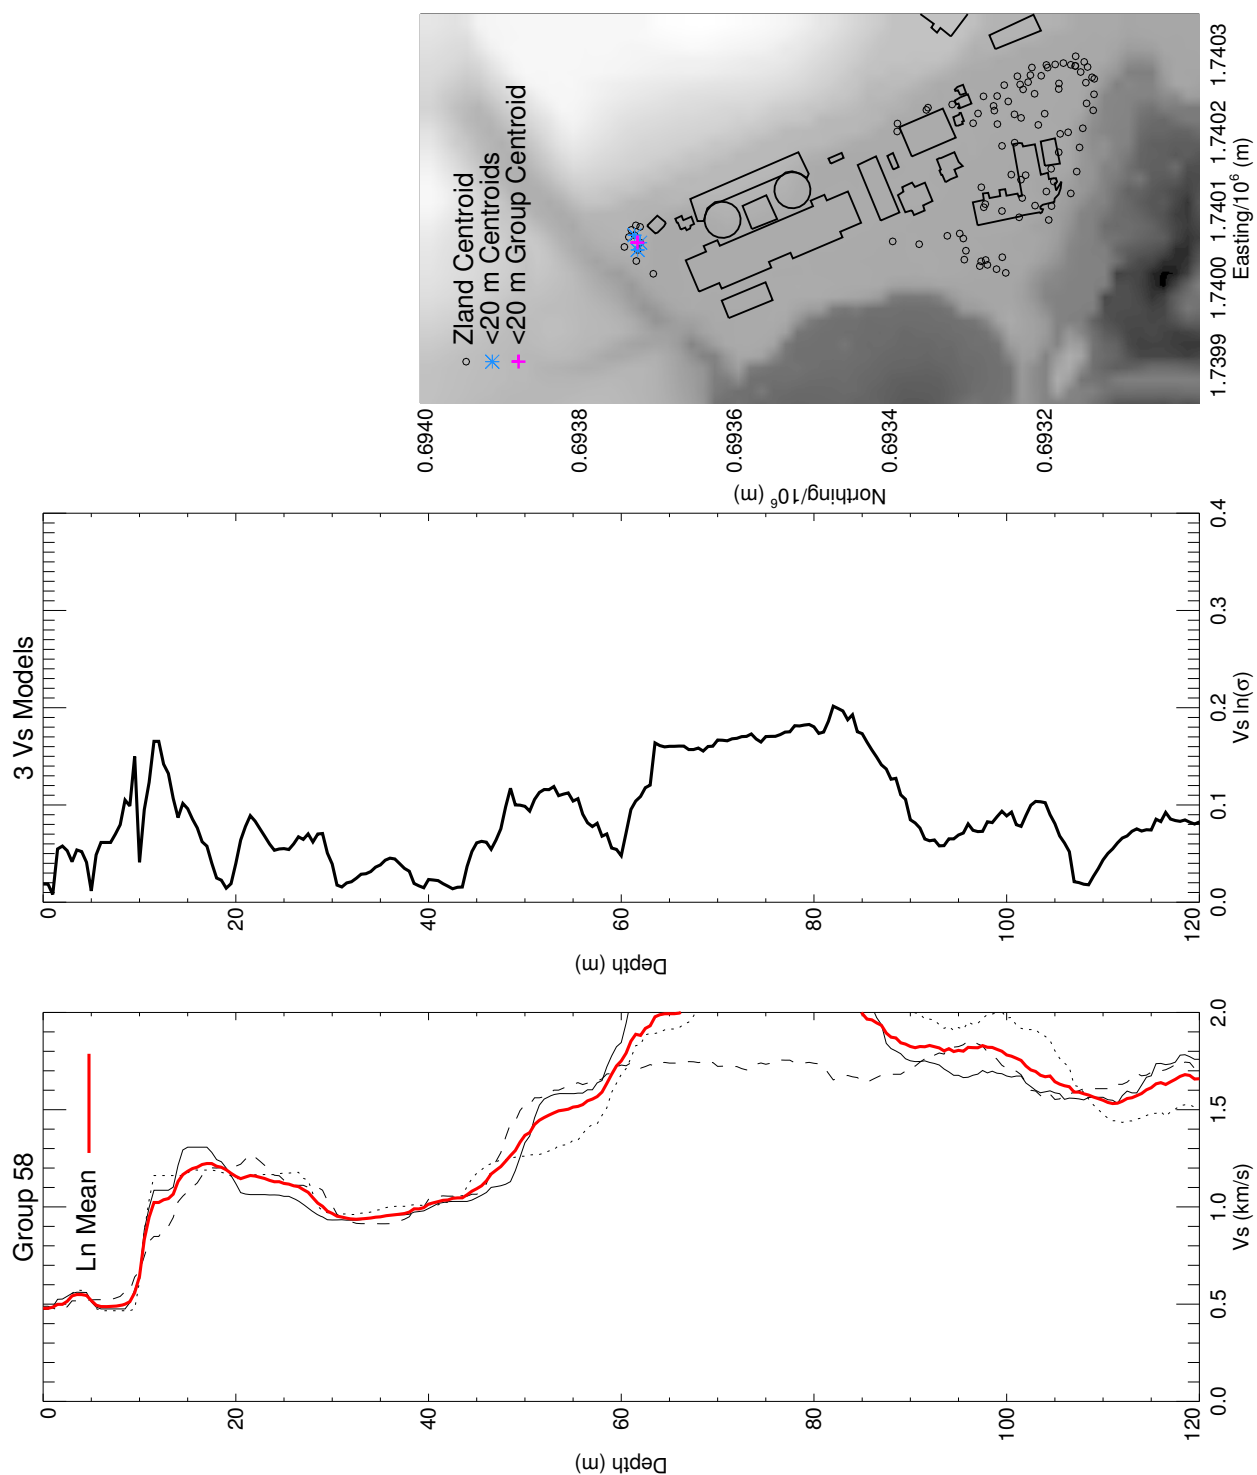 Group 58
Ln Mean
0
20
40
60
80
100
120
Depth (m)
0.0
0.5
1.0
1.5
2.0
Vs (km/s)
3 Vs Models
0
20
40
60
80
100
120
Depth (m)
0.0
0.1
0.2
0.3
0.4
Vs ln(σ)
Zland Centroid
<20 m Centroids
<20 m Group Centroid
0.6940
0.6938
0.6936
0.6934
0.6932
Northing/10⁶ (m)
1.7399
1.7400
1.7401
1.7402
1.7403
Easting/10⁶ (m)